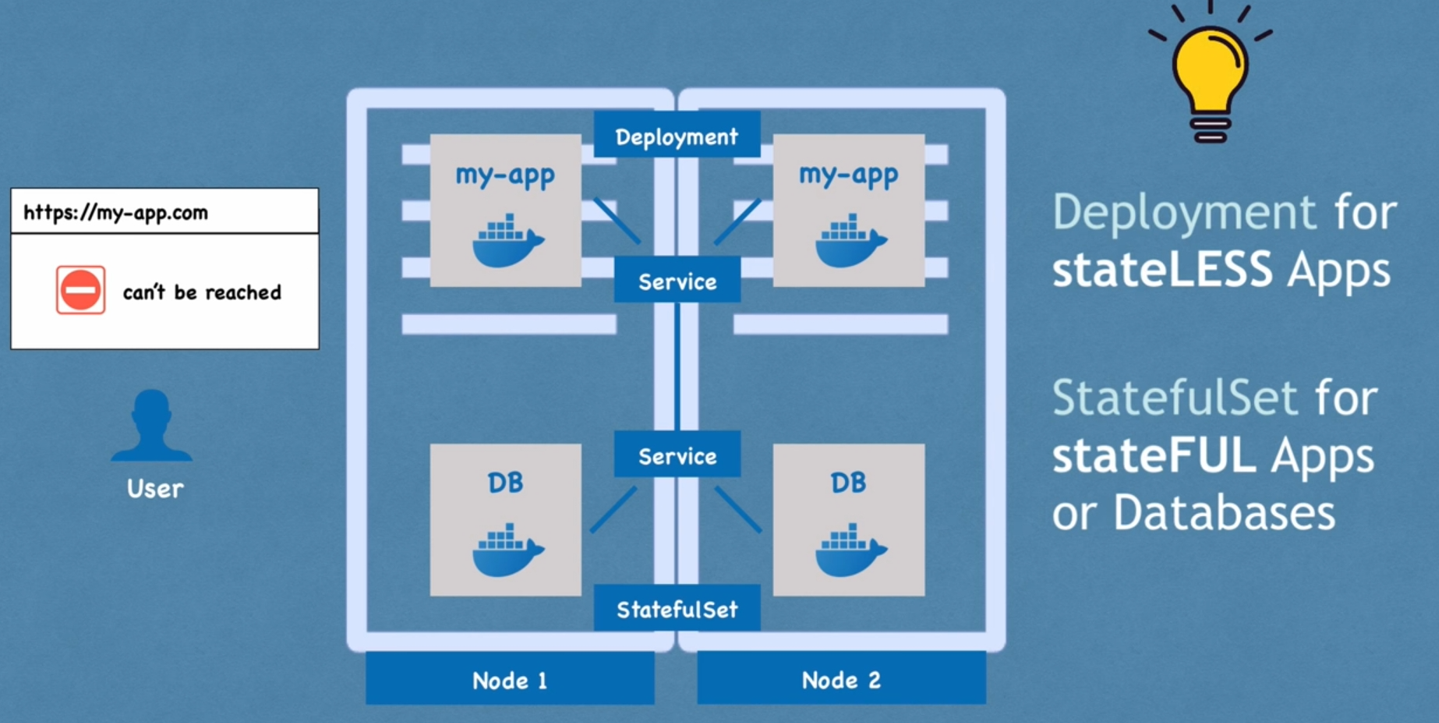 https://my-app.com
can't be reached
User
Deployment
my-app
my-app
Service
Service
DB
DB
StatefulSet
Node 1
Node 2
Deployment for
stateLESS Apps
StatefulSet for
stateFUL Apps
or Databases